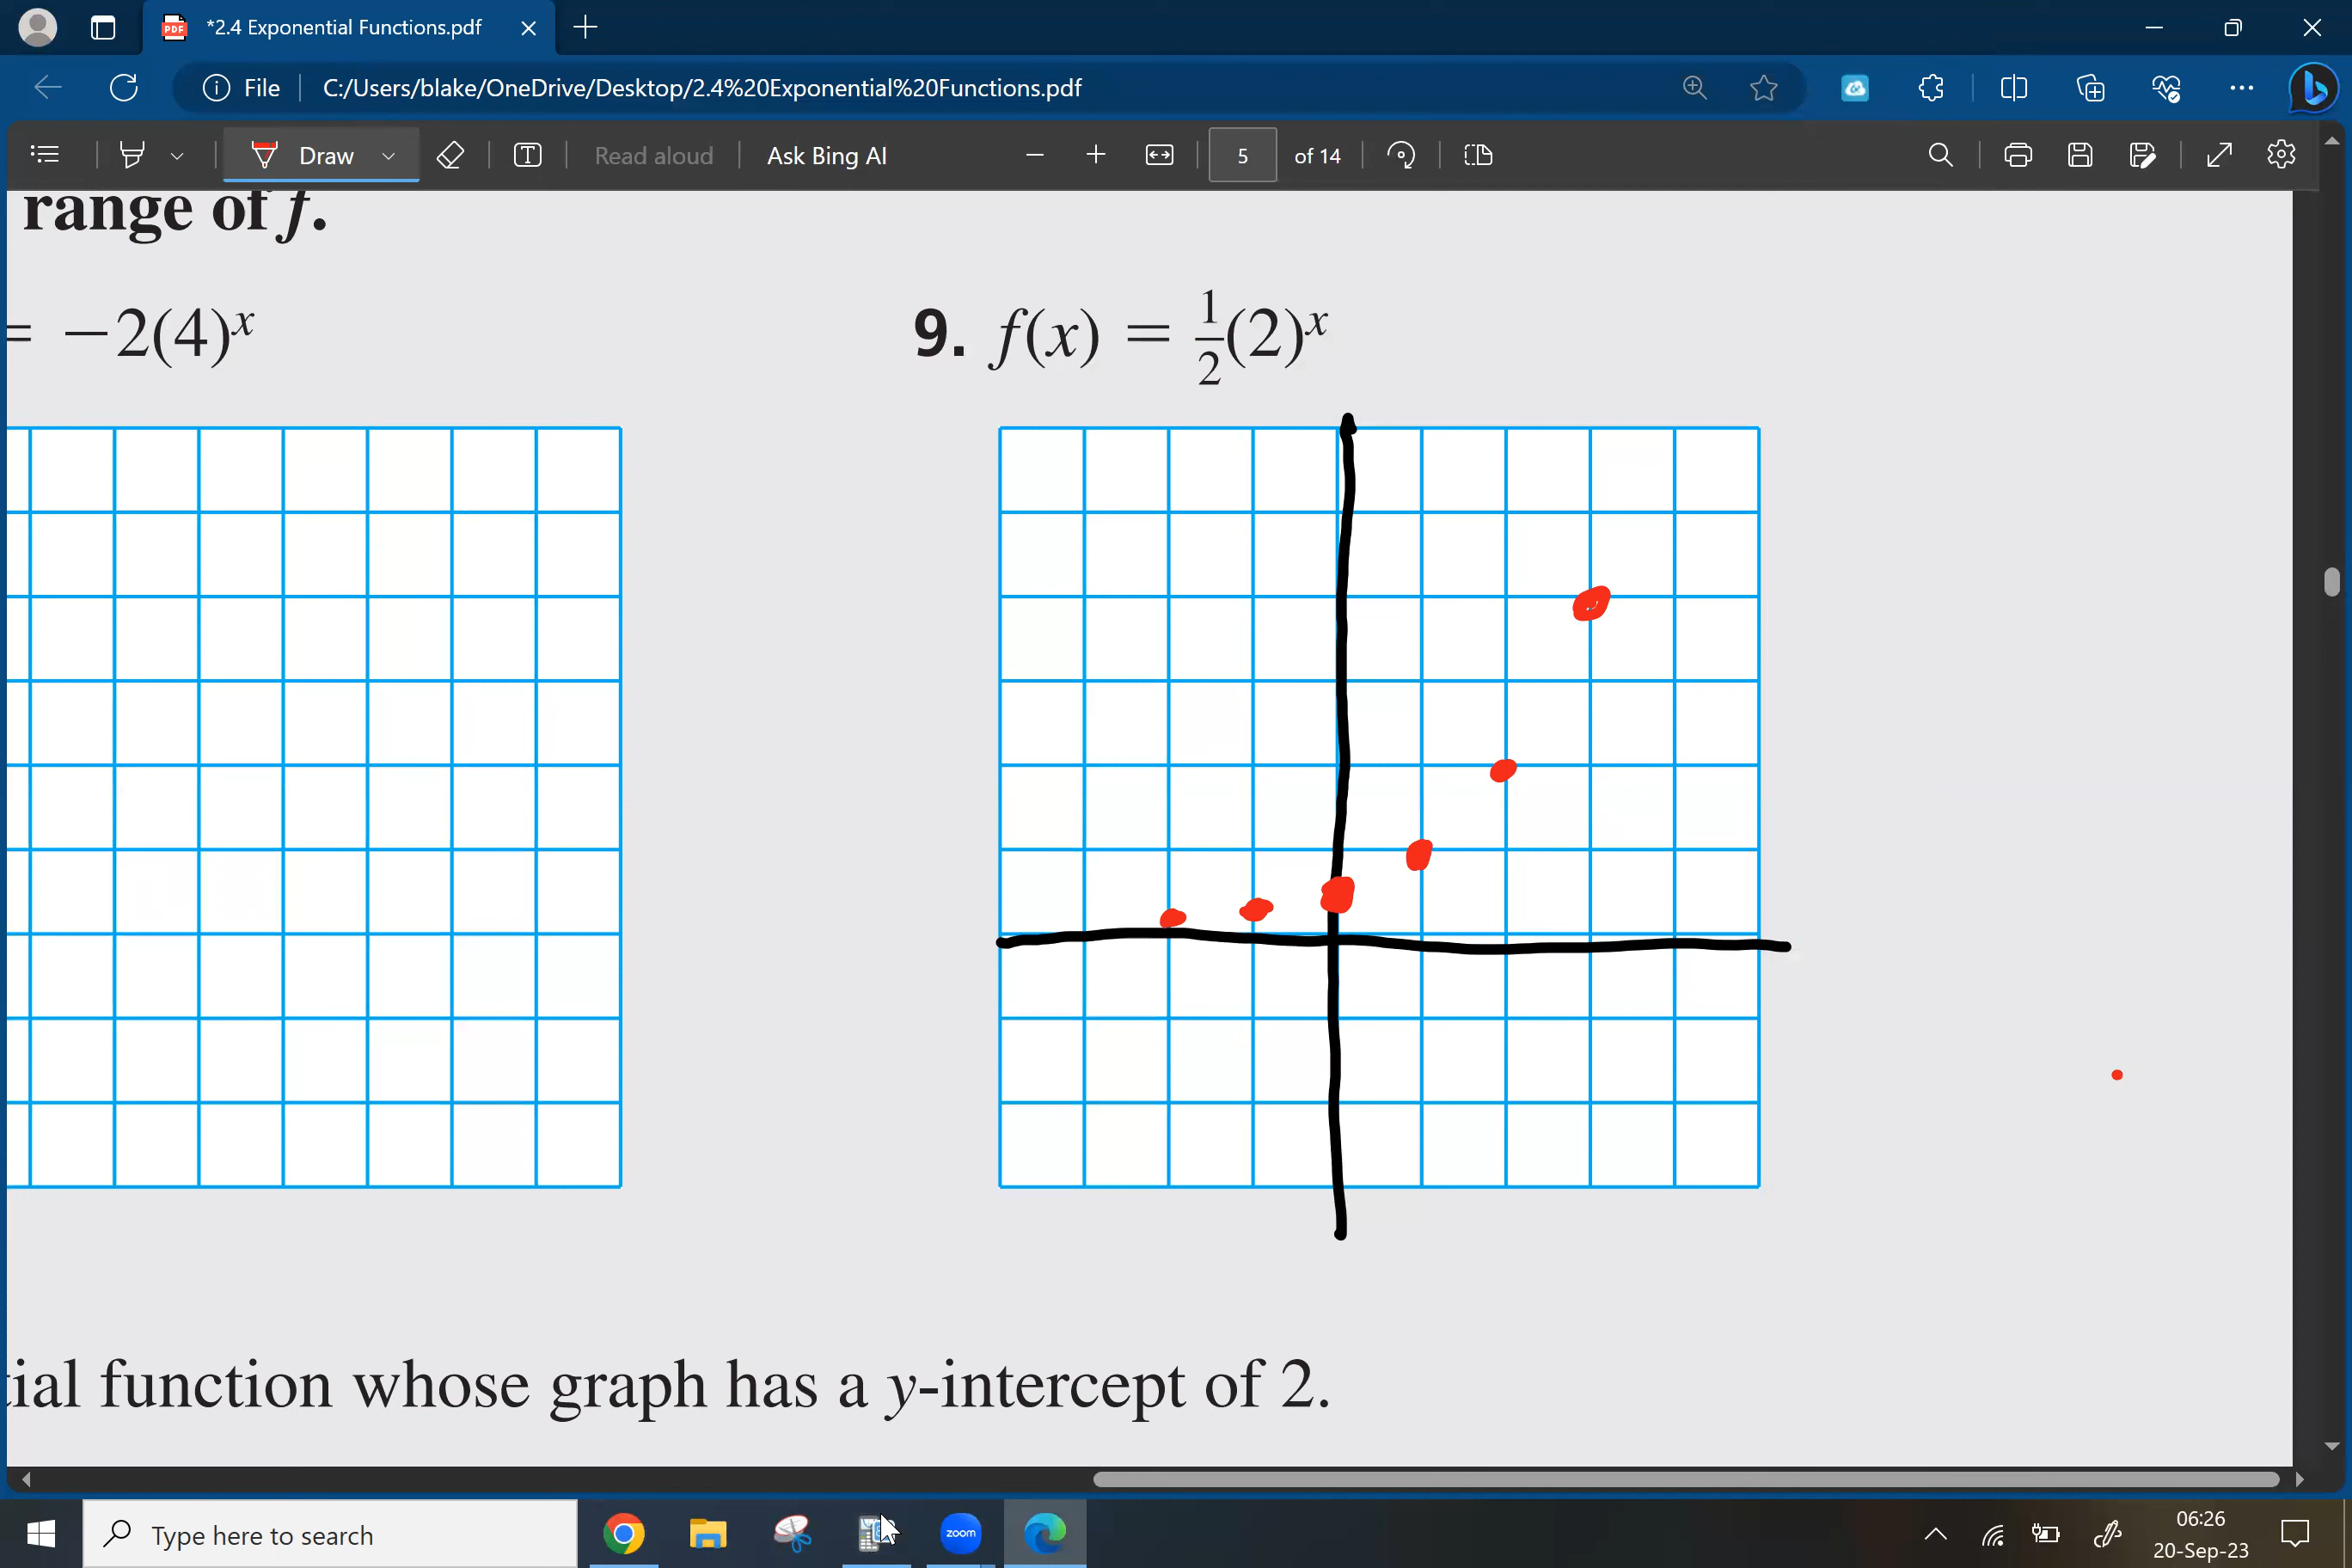 *2.4 Exponential Functions.pdf
File C:/Users/blake/OneDrive/Desktop/2.4%20Exponential%20Functions.pdf
Draw Read aloud Ask Bing AI 5 of 14
range of f.
= −2(4)^x
9. f(x) = 1/2(2)^x
ial function whose graph has a y-intercept of 2.
Type here to search
zoom
06:26
20-Sep-23